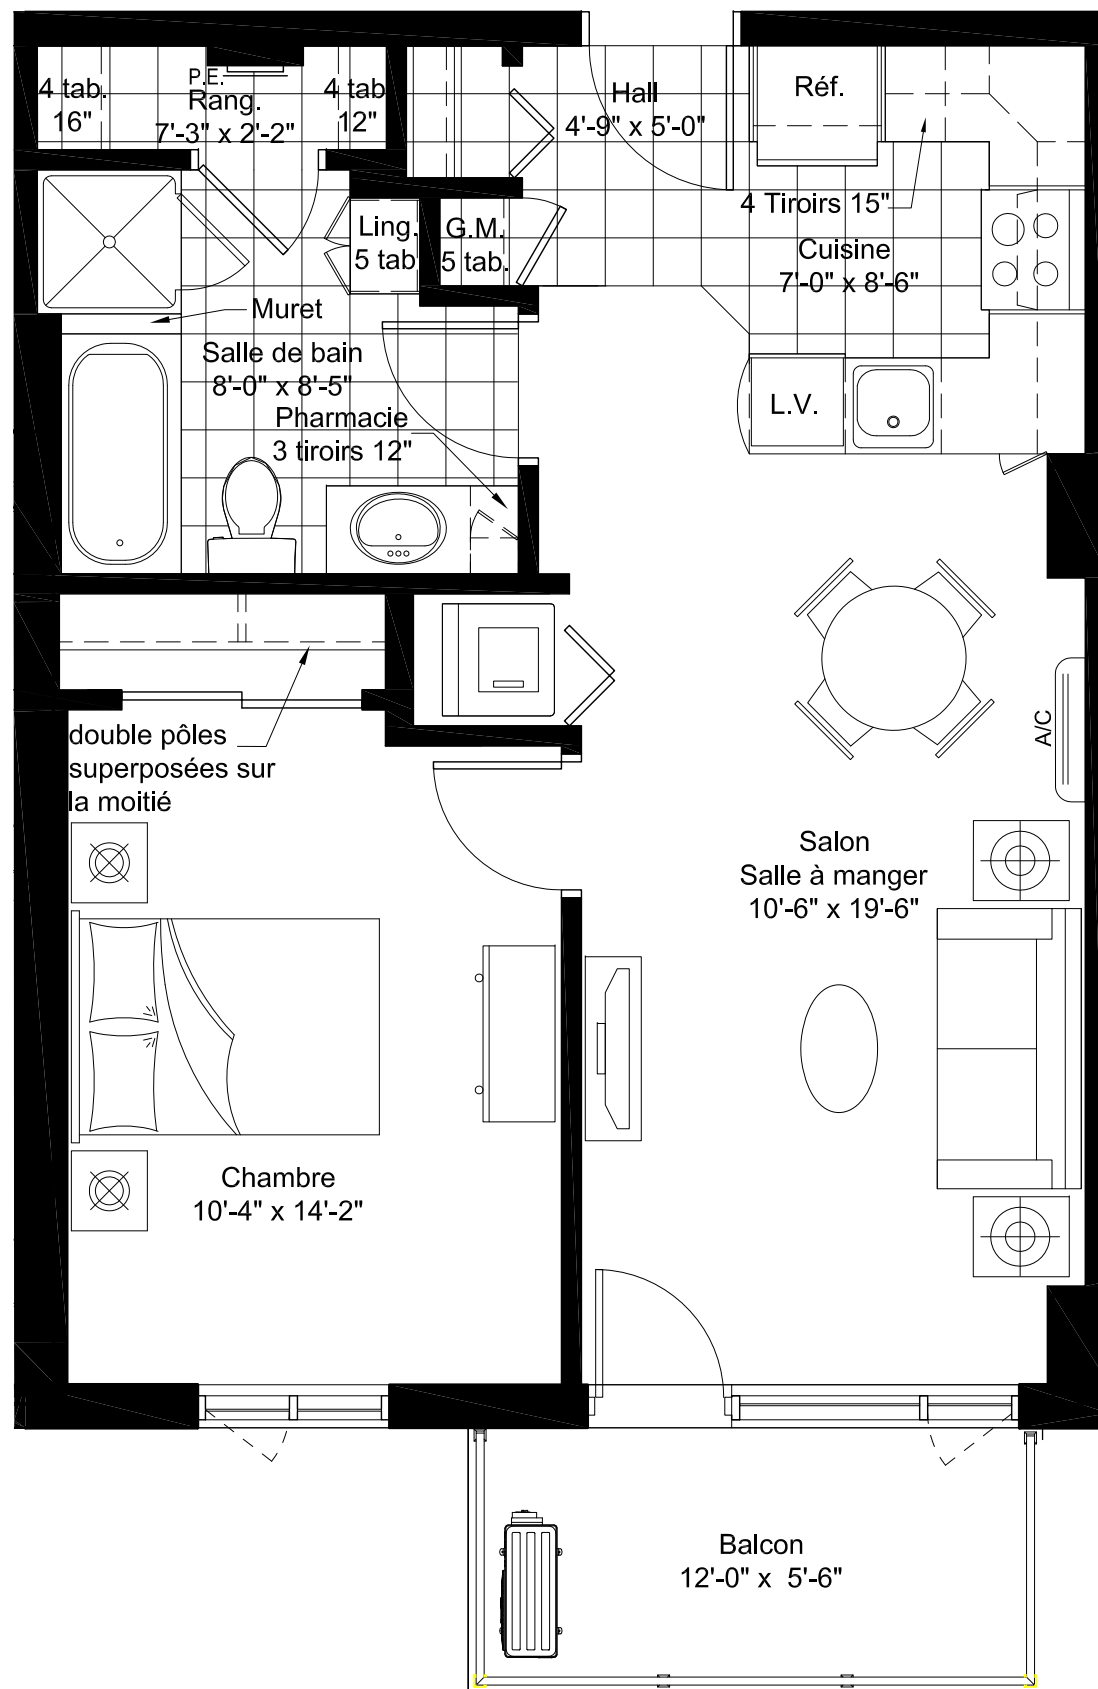 4 tab.
16"
P.E.
Rang.
7'-3" x 2'-2"
4 tab.
12"
Hall
4'-9" x 5'-0"
Réf.
4 Tiroirs 15"
Cuisine
7'-0" x 8'-6"
Ling.
5 tab
G.M.
5 tab.
Muret
Salle de bain
8'-0" x 8'-5"
Pharmacie
3 tiroirs 12"
L.V.
double pôles
superposées sur
la moitié
A/C
Salon
Salle à manger
10'-6" x 19'-6"
Chambre
10'-4" x 14'-2"
Balcon
12'-0" x 5'-6"